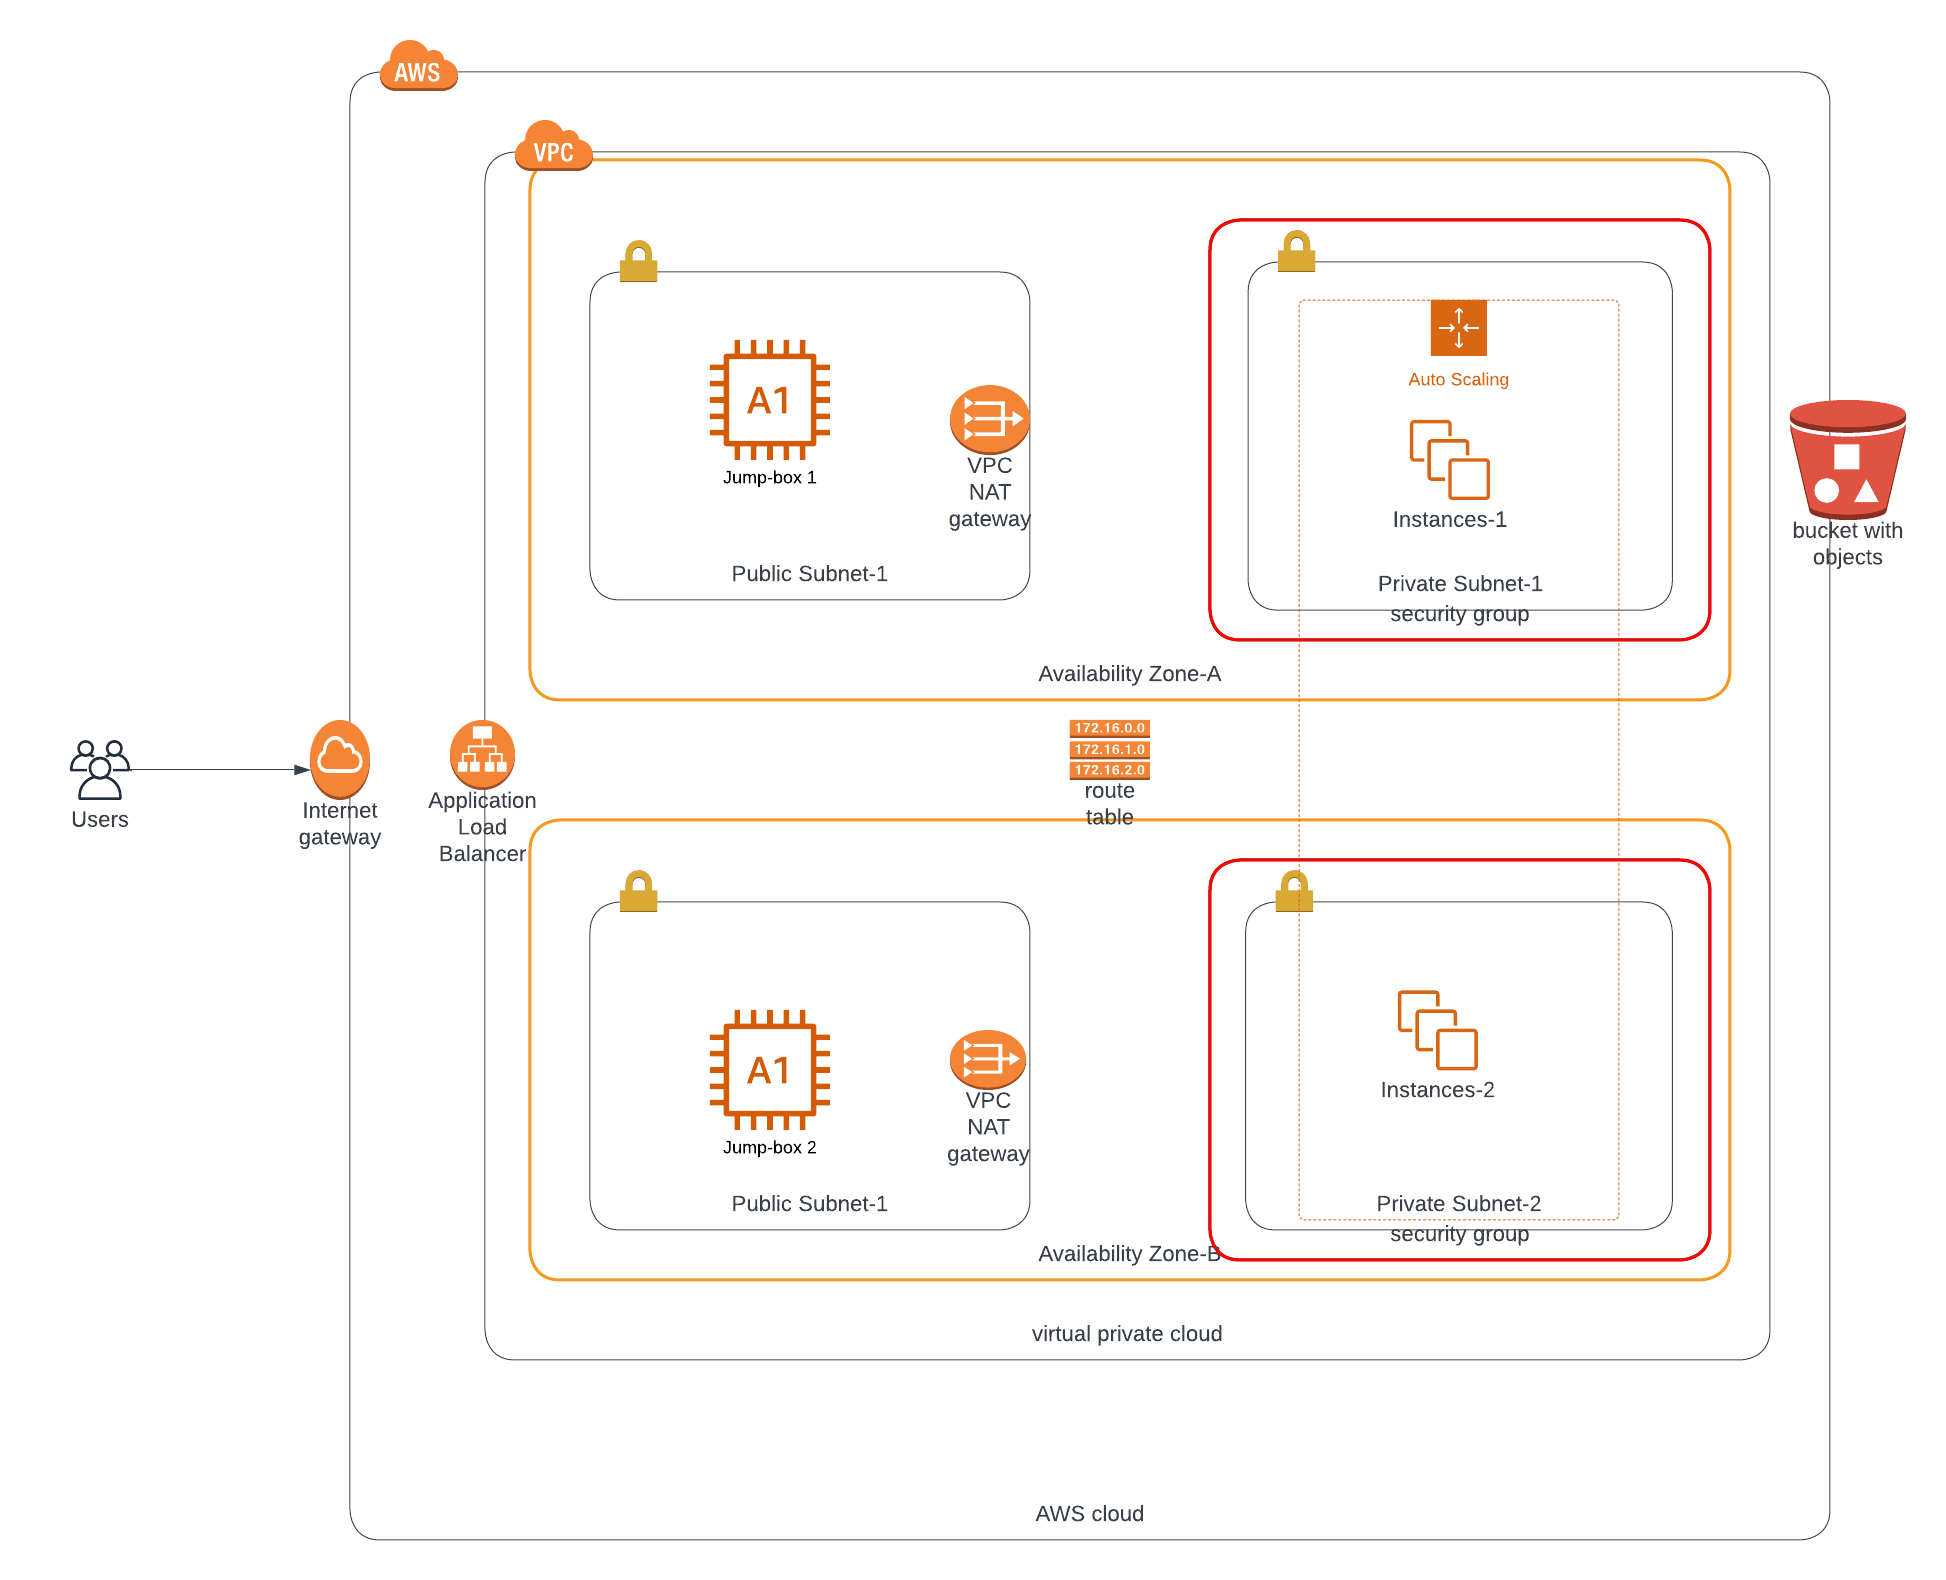 AWS
VPC
A1
Jump-box 1
VPC
NAT
gateway
Public Subnet-1
Auto Scaling
Instances-1
Private Subnet-1
security group
Availability Zone-A
bucket with
objects
Users
Internet
gateway
Application
Load
Balancer
172.16.0.0
172.16.1.0
172.16.2.0
route
table
A1
Jump-box 2
VPC
NAT
gateway
Public Subnet-1
Instances-2
Private Subnet-2
security group
Availability Zone-B
virtual private cloud
AWS cloud